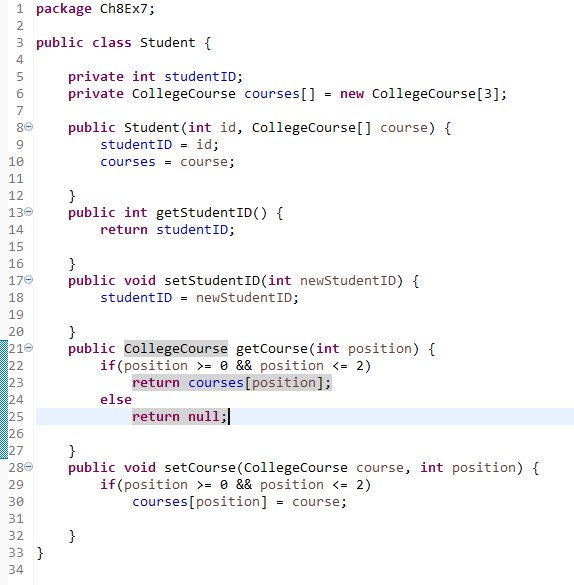 1 package Ch8Ex7;
2
3 public class Student {
4
5     private int studentID;
6     private CollegeCourse courses[] = new CollegeCourse[3];
7
8     public Student(int id, CollegeCourse[] course) {
9         studentID = id;
10         courses = course;
11
12     }
13     public int getStudentID() {
14         return studentID;
15
16     }
17     public void setStudentID(int newStudentID) {
18         studentID = newStudentID;
19
20     }
21     public CollegeCourse getCourse(int position) {
22         if(position >= 0 && position <= 2)
23             return courses[position];
24         else
25             return null;
26
27     }
28     public void setCourse(CollegeCourse course, int position) {
29         if(position >= 0 && position <= 2)
30             courses[position] = course;
31
32     }
33 }
34